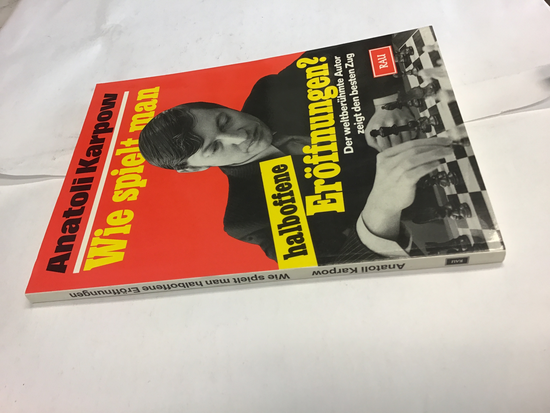 Anatoli Karpow
Wie spielt man
halboffene
Eröffnungen?
Der weltberühmte Autor
zeigt den besten Zug
RAU
Anatoli Karpow Wie spielt man halboffene Eröffnungen
RAU